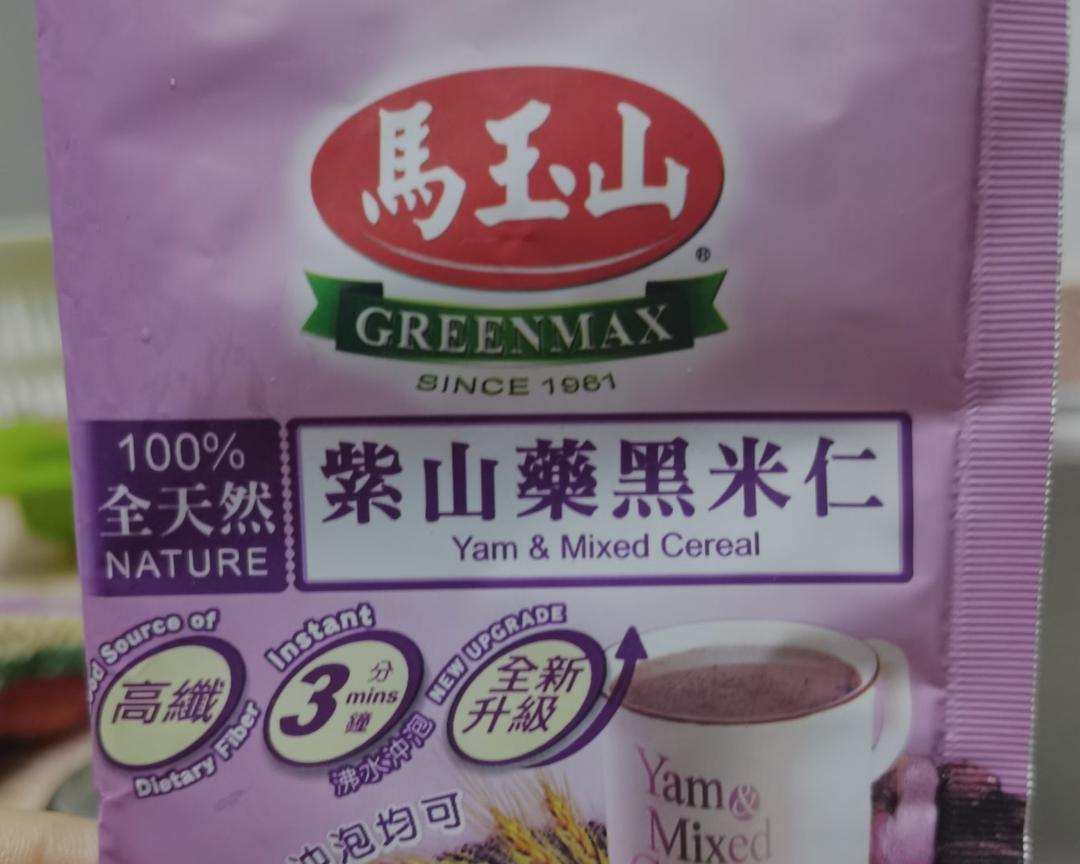 馬玉山
®
GREENMAX
SINCE 1961
100%
全天然
NATURE
紫山藥黑米仁
Yam & Mixed Cereal
Source of
高纖
Dietary Fiber
Instant
3分鐘
mins
沸水沖泡
NEW UPGRADE
全新
升級
沖泡均可
Yam &
Mixed